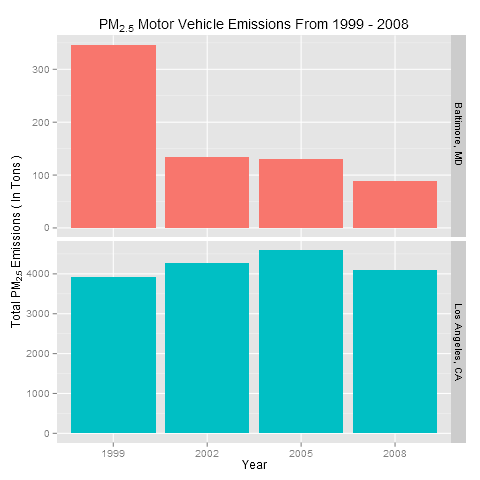 PM2.5 Motor Vehicle Emissions From 1999 - 2008
Total PM2.5 Emissions ( In Tons )
300
200
100
0
Baltimore, MD
4000
3000
2000
1000
0
Los Angeles, CA
1999 2002 2005 2008
Year